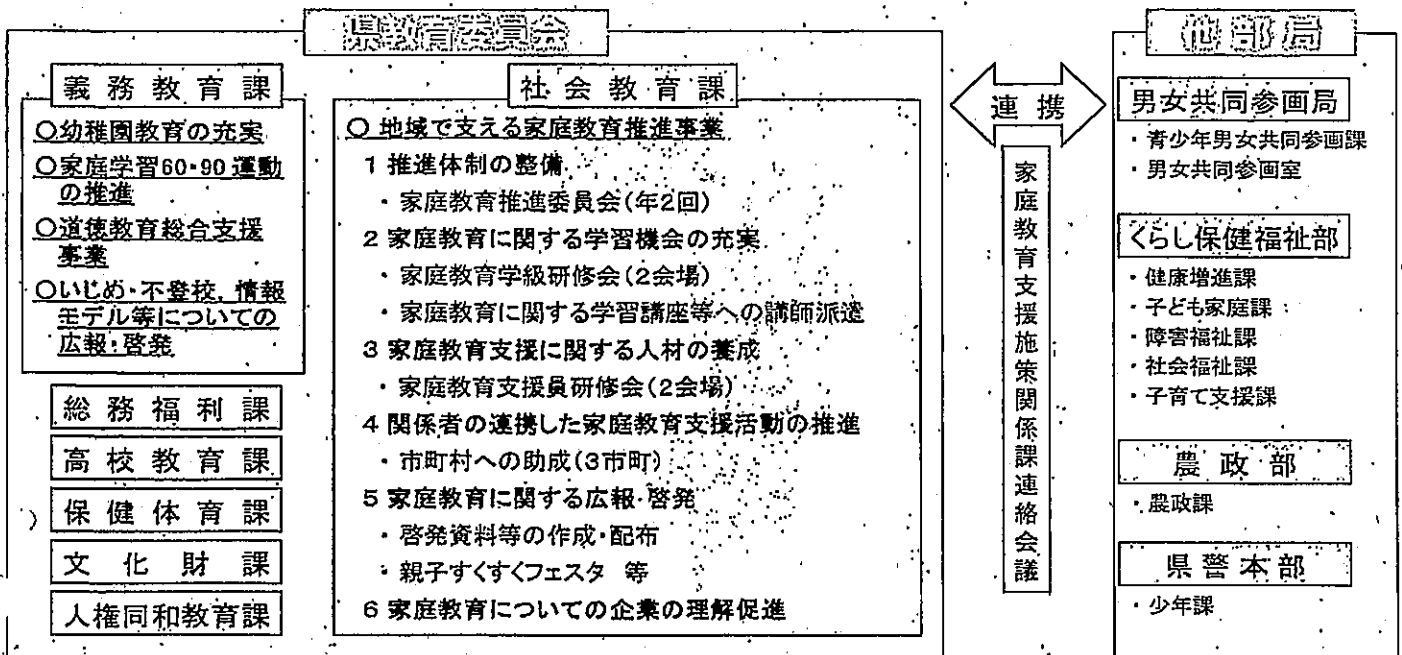 県教育委員会
義務教育課
○幼稚園教育の充実
○家庭学習60・90運動
の推進
○道徳教育総合支援
事業
○いじめ・不登校,情報
モデル等についての
広報・啓発
総務福利課
高校教育課
保健体育課
文化財課
人権同和教育課
社会教育課
○ 地域で支える家庭教育推進事業
1 推進体制の整備
・ 家庭教育推進委員会(年2回)
2 家庭教育に関する学習機会の充実
・ 家庭教育学級研修会(2会場)
・ 家庭教育に関する学習講座等への講師派遣
3 家庭教育支援に関する人材の養成
・ 家庭教育支援員研修会(2会場)
4 関係者の連携した家庭教育支援活動の推進
・ 市町村への助成(3市町)
5 家庭教育に関する広報・啓発
・ 啓発資料等の作成・配布
・ 親子すくすくフェスタ 等
6 家庭教育についての企業の理解促進
連携
家庭教育支援施策関係課連絡会議
他部局
男女共同参画局
・ 青少年男女共同参画課
・ 男女共同参画室
くらし保健福祉部
・ 健康増進課
・ 子ども家庭課
・ 障害福祉課
・ 社会福祉課
・ 子育て支援課
農政部
・ 農政課
県警本部
・ 少年課